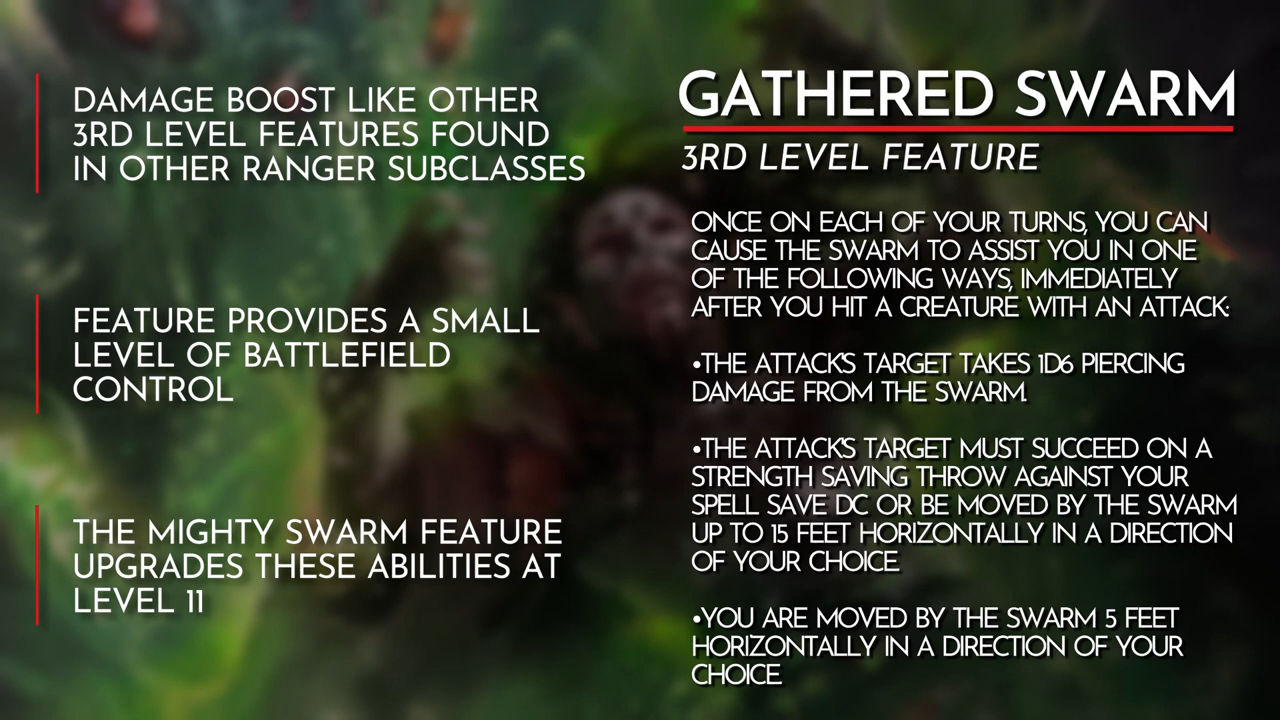 DAMAGE BOOST LIKE OTHER
3RD LEVEL FEATURES FOUND
IN OTHER RANGER SUBCLASSES
FEATURE PROVIDES A SMALL
LEVEL OF BATTLEFIELD
CONTROL
THE MIGHTY SWARM FEATURE
UPGRADES THESE ABILITIES AT
LEVEL 11
GATHERED SWARM
3RD LEVEL FEATURE
ONCE ON EACH OF YOUR TURNS, YOU CAN
CAUSE THE SWARM TO ASSIST YOU IN ONE
OF THE FOLLOWING WAYS, IMMEDIATELY
AFTER YOU HIT A CREATURE WITH AN ATTACK:
•THE ATTACK'S TARGET TAKES 1D6 PIERCING
DAMAGE FROM THE SWARM.
•THE ATTACK'S TARGET MUST SUCCEED ON A
STRENGTH SAVING THROW AGAINST YOUR
SPELL SAVE DC OR BE MOVED BY THE SWARM
UP TO 15 FEET HORIZONTALLY IN A DIRECTION
OF YOUR CHOICE.
•YOU ARE MOVED BY THE SWARM 5 FEET
HORIZONTALLY IN A DIRECTION OF YOUR
CHOICE.